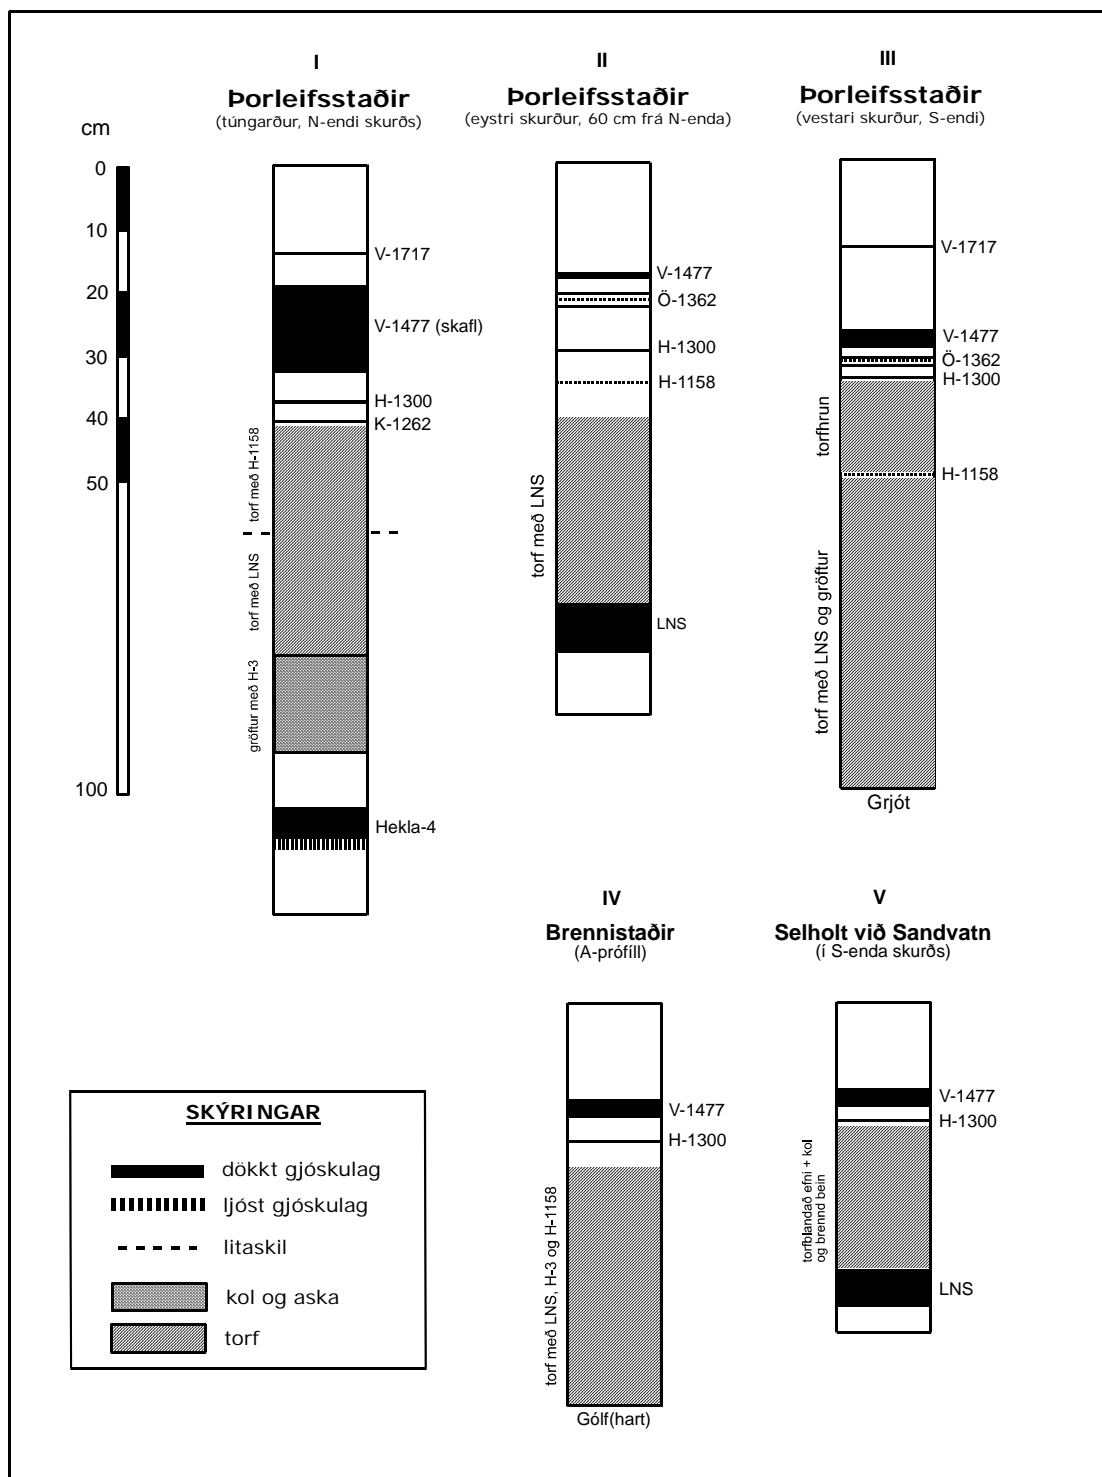 I
Þorleifsstaðir
(túngarður, N-endi skurðs)
II
Þorleifsstaðir
(eystri skurður, 60 cm frá N-enda)
III
Þorleifsstaðir
(vestari skurður, S-endi)
cm
0
10
20
30
40
50
100
V-1717
V-1477 (skafl)
H-1300
K-1262
torf með H-1158
torf með LNS
gröftur með H-3
Hekla-4
V-1477
Ö-1362
H-1300
H-1158
torf með LNS
LNS
V-1717
V-1477
Ö-1362
H-1300
torfhrun
H-1158
torf með LNS og gröftur
Grjót
IV
Brennistaðir
(A-prófíll)
V-1477
H-1300
torf með LNS, H-3 og H-1158
Gólf(hart)
V
Selholt við Sandvatn
(í S-enda skurðs)
V-1477
H-1300
torfblandað efni + kol
og brennd bein
LNS
SKÝRINGAR
dökkt gjóskulag
ljóst gjóskulag
litaskil
kol og aska
torf